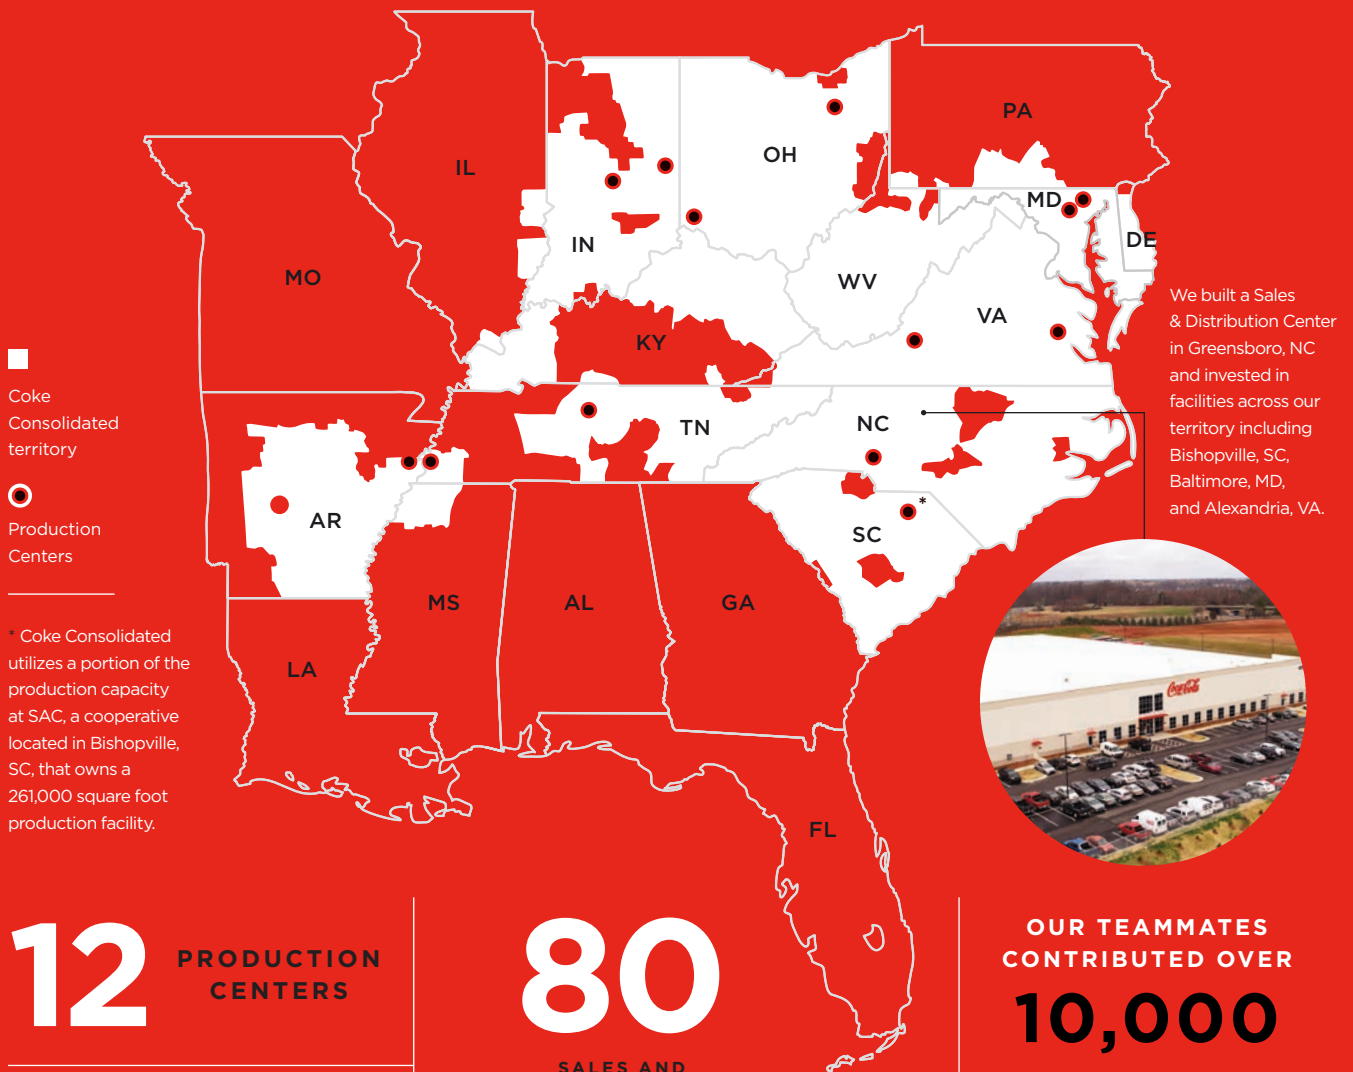 PA
OH
IL
MD
DE
IN
MO
WV
VA
KY
TN
NC
AR
SC
MS
AL
GA
LA
FL
Coke
Consolidated
territory
Production
Centers
* Coke Consolidated
utilizes a portion of the
production capacity
at SAC, a cooperative
located in Bishopville,
SC, that owns a
261,000 square foot
production facility.
We built a Sales
& Distribution Center
in Greensboro, NC
and invested in
facilities across our
territory including
Bishopville, SC,
Baltimore, MD,
and Alexandria, VA.
*
Coca-Cola
12 PRODUCTION
CENTERS
80
SALES AND
OUR TEAMMATES
CONTRIBUTED OVER
10,000